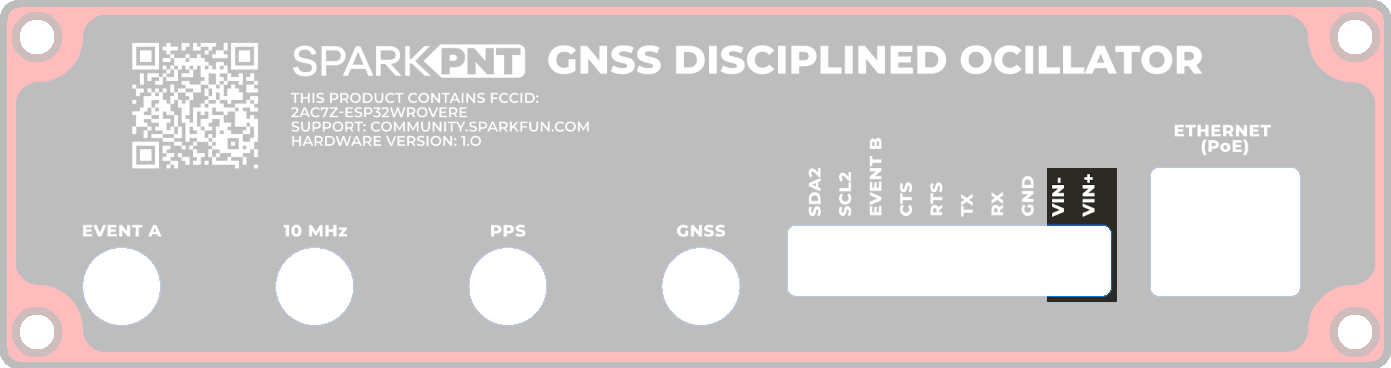 SPARKPNT GNSS DISCIPLINED OCILLATOR
THIS PRODUCT CONTAINS FCCID:
2AC7Z-ESP32WROVERE
SUPPORT: COMMUNITY.SPARKFUN.COM
HARDWARE VERSION: 1.0
ETHERNET
(PoE)
SDA2
SCL2
EVENT B
CTS
RTS
TX
RX
GND
VIN-
VIN+
EVENT A
10 MHz
PPS
GNSS